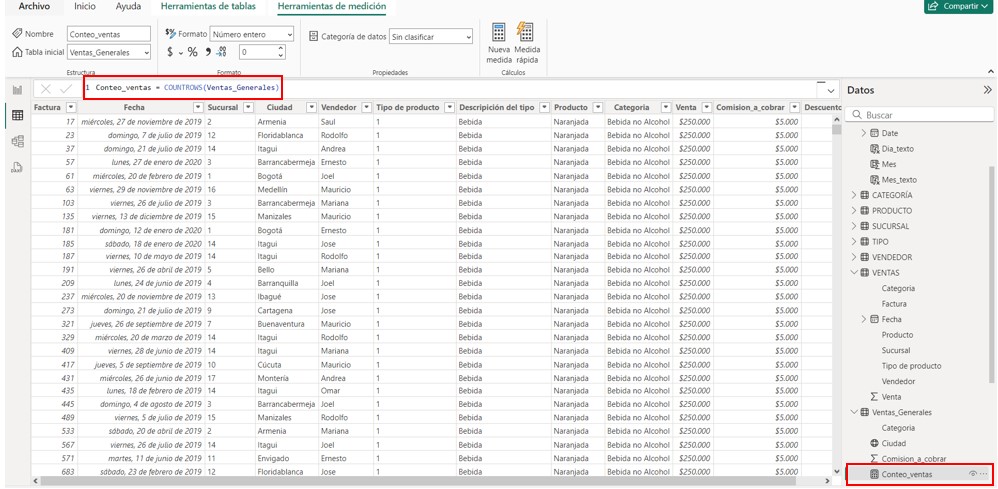 Archivo Inicio Ayuda Herramientas de tablas Herramientas de medición Compartir
Nombre Conteo_ventas
Tabla inicial Ventas_Generales
Estructura
$% Formato Número entero
$ % 0
Formato
Categoría de datos Sin clasificar
Propiedades
Nueva medida
Medida rápida
Cálculos
1 Conteo_ventas = COUNTROWS(Ventas_Generales)
Factura Fecha Sucursal Ciudad Vendedor Tipo de producto Descripción del tipo Producto Categoria Venta Comision_a_cobrar Descuento
17 miércoles, 27 de noviembre de 2019 2 Armenia Saul 1 Bebida Naranjada Bebida no Alcohol $250.000 $5.000
23 domingo, 7 de julio de 2019 12 Floridablanca Rodolfo 1 Bebida Naranjada Bebida no Alcohol $250.000 $5.000
37 domingo, 21 de julio de 2019 14 Itagui Andrea 1 Bebida Naranjada Bebida no Alcohol $250.000 $5.000
57 lunes, 27 de enero de 2020 3 Barrancabermeja Ernesto 1 Bebida Naranjada Bebida no Alcohol $250.000 $5.000
61 miércoles, 20 de febrero de 2019 1 Bogotá Joel 1 Bebida Naranjada Bebida no Alcohol $250.000 $5.000
63 viernes, 29 de noviembre de 2019 16 Medellín Mauricio 1 Bebida Naranjada Bebida no Alcohol $250.000 $5.000
103 viernes, 26 de julio de 2019 3 Barrancabermeja Mariana 1 Bebida Naranjada Bebida no Alcohol $250.000 $5.000
135 viernes, 13 de diciembre de 2019 15 Manizales Mauricio 1 Bebida Naranjada Bebida no Alcohol $250.000 $5.000
181 domingo, 12 de enero de 2020 1 Bogotá Ernesto 1 Bebida Naranjada Bebida no Alcohol $250.000 $5.000
185 sábado, 18 de enero de 2020 14 Itagui Jose 1 Bebida Naranjada Bebida no Alcohol $250.000 $5.000
187 viernes, 10 de mayo de 2019 14 Itagui Rodolfo 1 Bebida Naranjada Bebida no Alcohol $250.000 $5.000
191 viernes, 26 de abril de 2019 5 Bello Mariana 1 Bebida Naranjada Bebida no Alcohol $250.000 $5.000
209 lunes, 24 de junio de 2019 4 Barranquilla Joel 1 Bebida Naranjada Bebida no Alcohol $250.000 $5.000
237 miércoles, 20 de noviembre de 2019 13 Ibagué Jose 1 Bebida Naranjada Bebida no Alcohol $250.000 $5.000
273 domingo, 21 de julio de 2019 9 Cartagena Jose 1 Bebida Naranjada Bebida no Alcohol $250.000 $5.000
321 jueves, 26 de septiembre de 2019 7 Buenaventura Mauricio 1 Bebida Naranjada Bebida no Alcohol $250.000 $5.000
329 miércoles, 20 de marzo de 2019 14 Itagui Rodolfo 1 Bebida Naranjada Bebida no Alcohol $250.000 $5.000
409 viernes, 28 de junio de 2019 14 Itagui Mariana 1 Bebida Naranjada Bebida no Alcohol $250.000 $5.000
417 jueves, 5 de septiembre de 2019 10 Cúcuta Mauricio 1 Bebida Naranjada Bebida no Alcohol $250.000 $5.000
431 miércoles, 26 de junio de 2019 17 Montería Andrea 1 Bebida Naranjada Bebida no Alcohol $250.000 $5.000
435 lunes, 18 de febrero de 2019 14 Itagui Omar 1 Bebida Naranjada Bebida no Alcohol $250.000 $5.000
445 domingo, 4 de agosto de 2019 3 Barrancabermeja Joel 1 Bebida Naranjada Bebida no Alcohol $250.000 $5.000
489 viernes, 5 de julio de 2019 15 Manizales Rodolfo 1 Bebida Naranjada Bebida no Alcohol $250.000 $5.000
533 sábado, 20 de abril de 2019 2 Armenia Mariana 1 Bebida Naranjada Bebida no Alcohol $250.000 $5.000
567 viernes, 26 de julio de 2019 14 Itagui Joel 1 Bebida Naranjada Bebida no Alcohol $250.000 $5.000
571 martes, 11 de junio de 2019 11 Envigado Ernesto 1 Bebida Naranjada Bebida no Alcohol $250.000 $5.000
683 sábado, 23 de febrero de 2019 12 Floridablanca Jose 1 Bebida Naranjada Bebida no Alcohol $250.000 $5.000
Datos
Buscar
Date
Dia_texto
Mes
Mes_texto
CATEGORÍA
PRODUCTO
SUCURSAL
TIPO
VENDEDOR
VENTAS
Categoria
Factura
Fecha
Producto
Sucursal
Tipo de producto
Vendedor
Venta
Ventas_Generales
Categoria
Ciudad
Comision_a_cobrar
Conteo_ventas